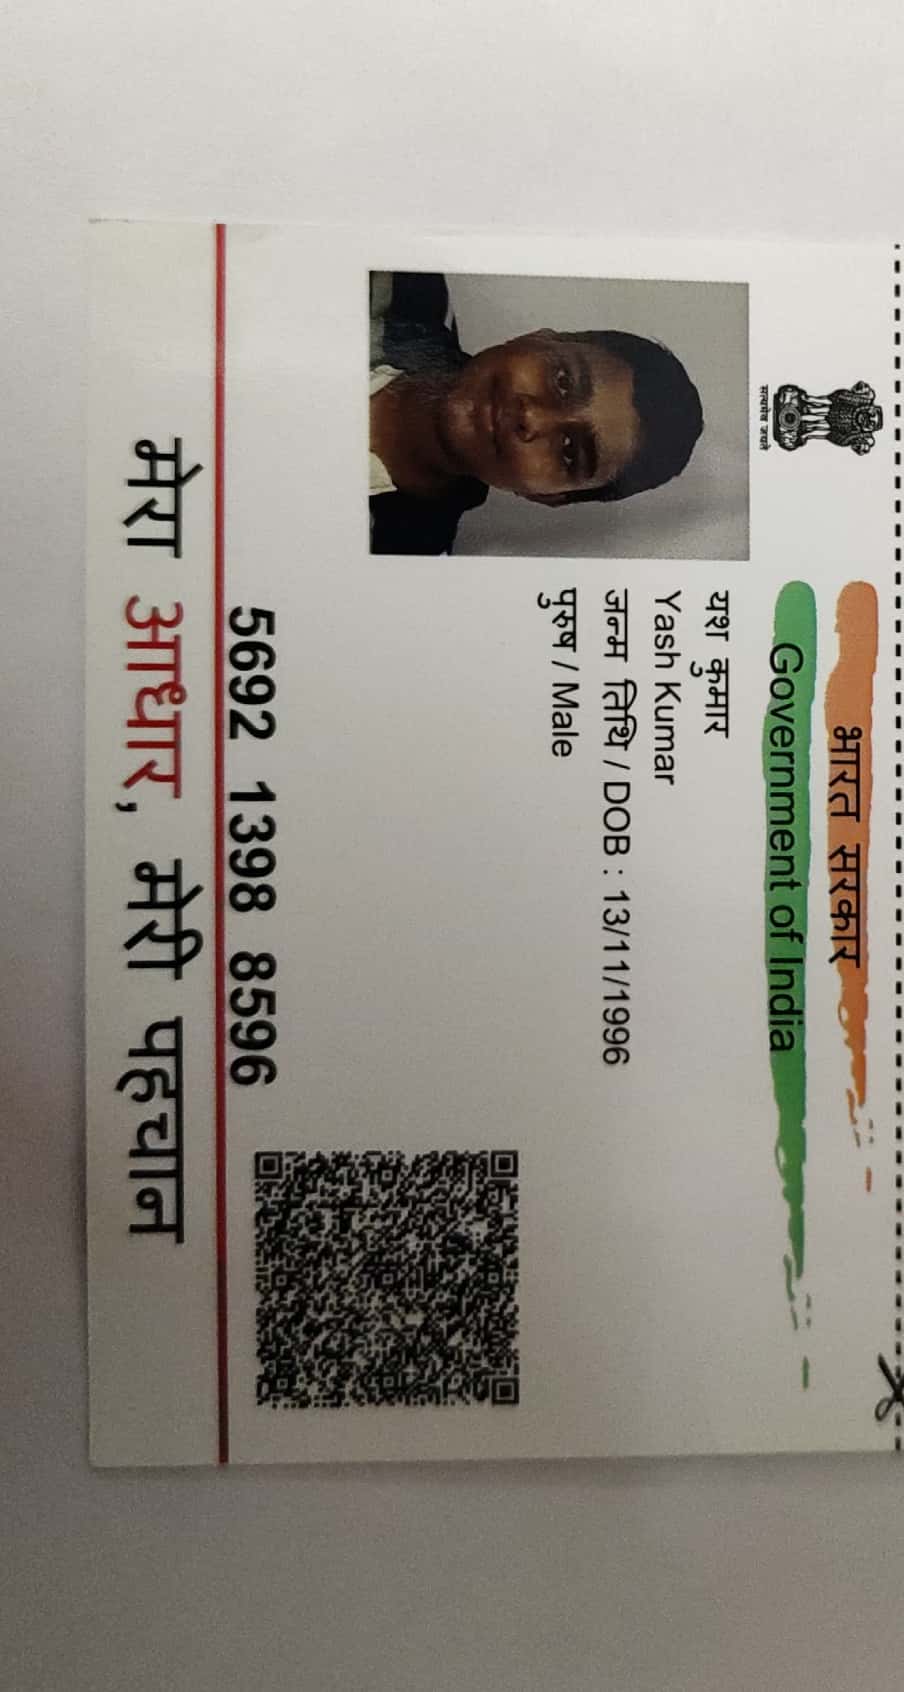 सत्यमेव जयते
भारत सरकार
Government of India
यश कुमार
Yash Kumar
जन्म तिथि / DOB : 13/11/1996
पुरुष / Male
5692 1398 8596
मेरा आधार, मेरी पहचान